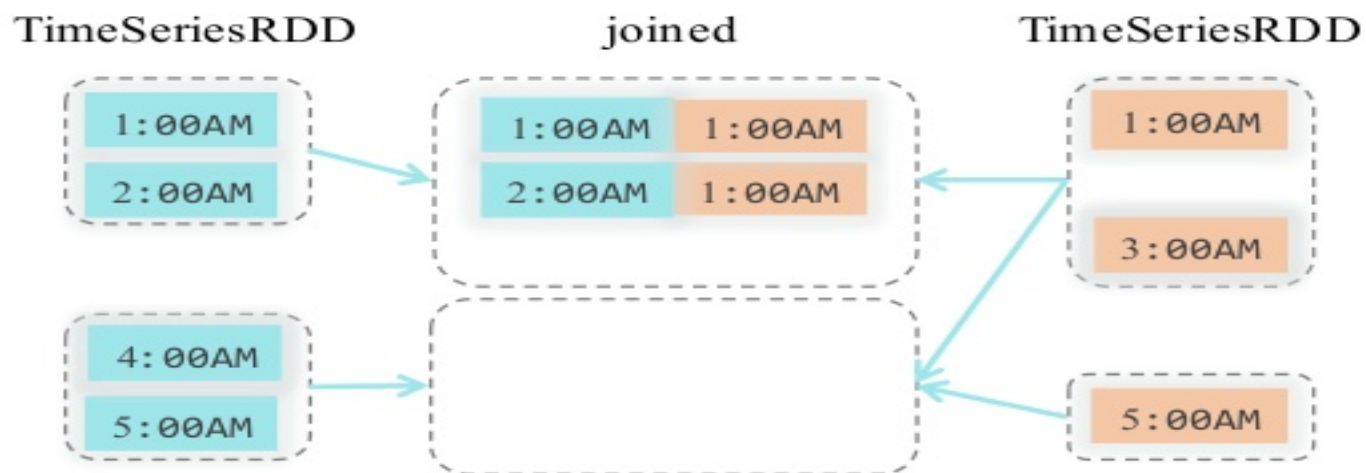 TimeSeriesRDD joined TimeSeriesRDD
1:00AM 1:00AM 1:00AM 1:00AM
2:00AM 2:00AM 1:00AM
3:00AM
4:00AM
5:00AM 5:00AM